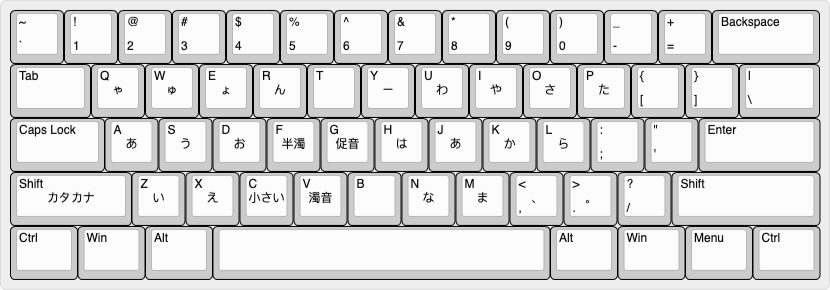 ~ ! @ # $ % ^ & * ( ) _ + Backspace
` 1 2 3 4 5 6 7 8 9 0 - =
Tab Q W E R T Y U I O P { } |
ゃ ゅ ょ ん ー わ や さ た [ ] \
Caps Lock A S D F G H J K L : " Enter
あ う お 半濁 促音 は あ か ら ; '
Shift Z X C V B N M < > ? Shift
カタカナ い え 小さい 濁音 な ま , 、 . 。 /
Ctrl Win Alt Alt Win Menu Ctrl